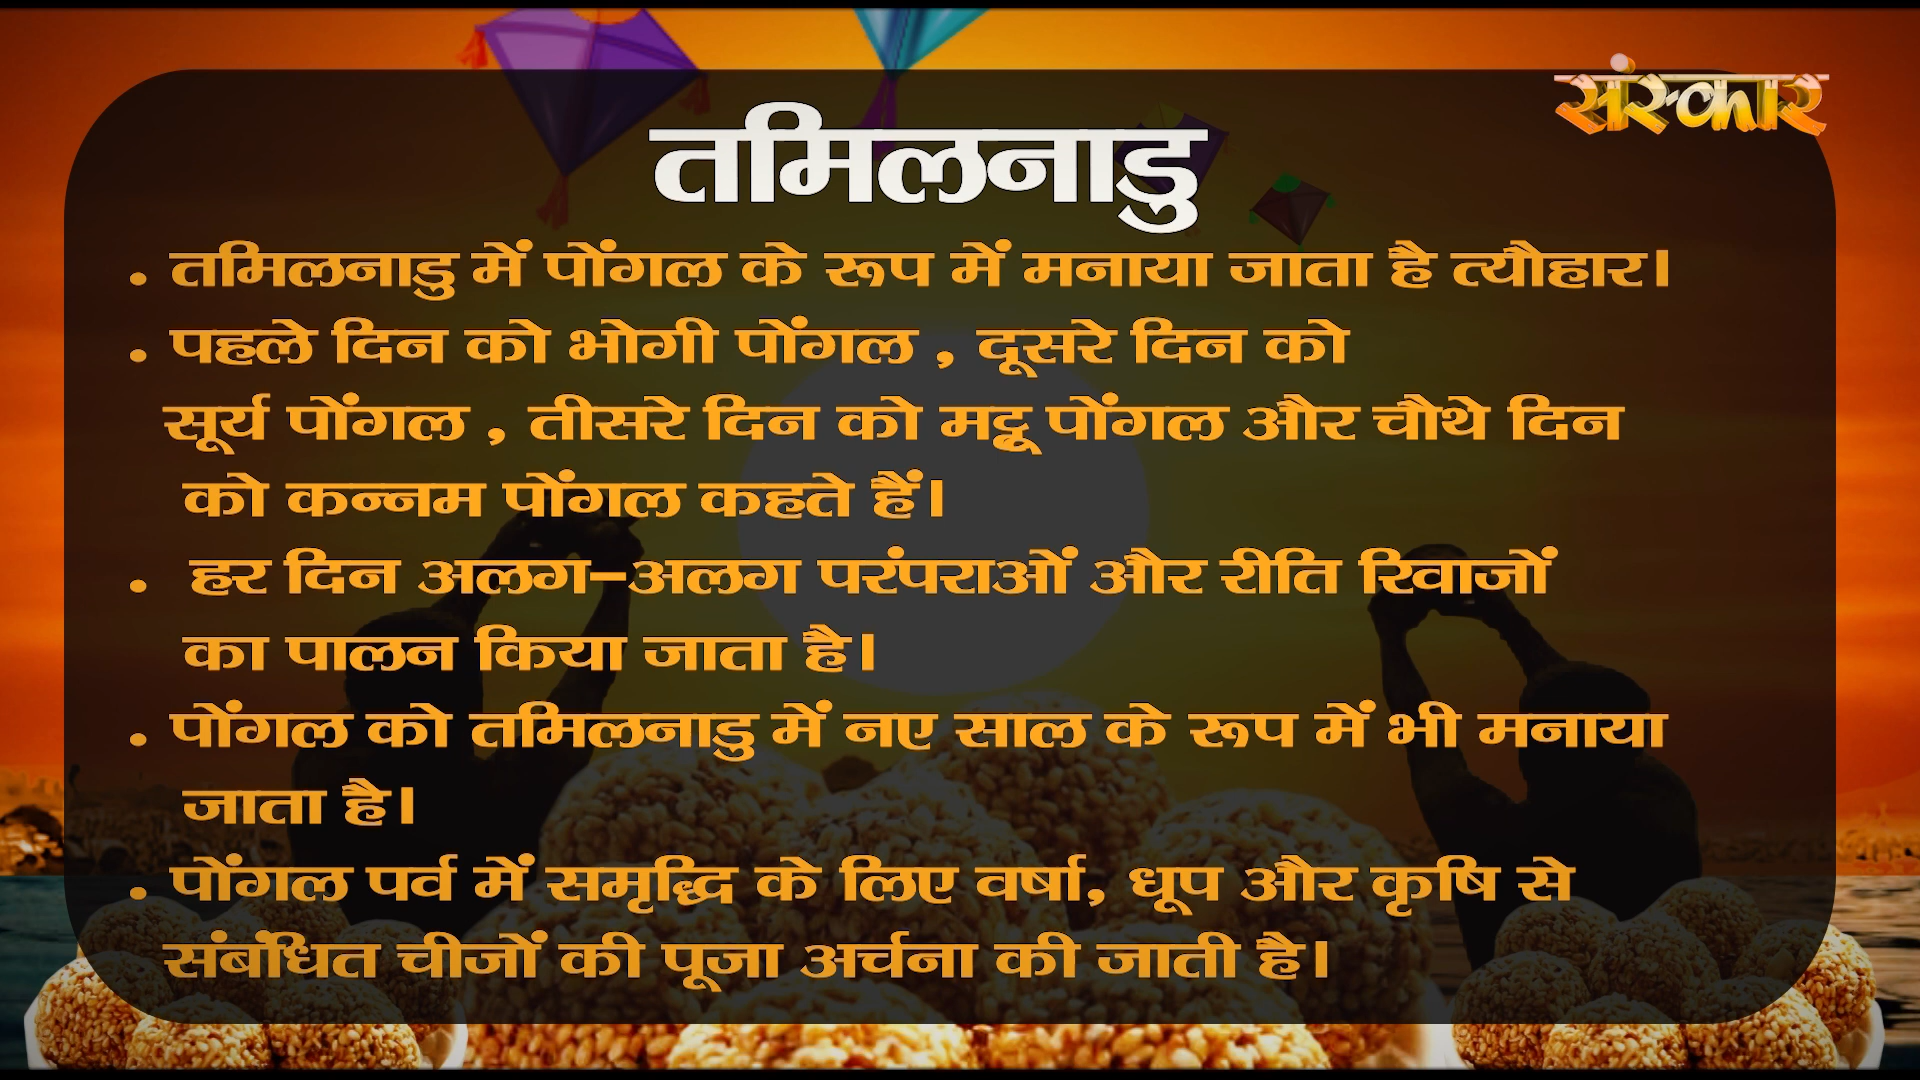 संस्कार
तमिलनाडु
. तमिलनाडु में पोंगल के रूप में मनाया जाता है त्यौहार।
. पहले दिन को भोगी पोंगल , दूसरे दिन को
सूर्य पोंगल , तीसरे दिन को मट्टू पोंगल और चौथे दिन
को कन्नम पोंगल कहते हैं।
. हर दिन अलग-अलग परंपराओं और रीति रिवाजों
का पालन किया जाता है।
. पोंगल को तमिलनाडु में नए साल के रूप में भी मनाया
जाता है।
. पोंगल पर्व में समृद्धि के लिए वर्षा, धूप और कृषि से
संबंधित चीजों की पूजा अर्चना की जाती है।